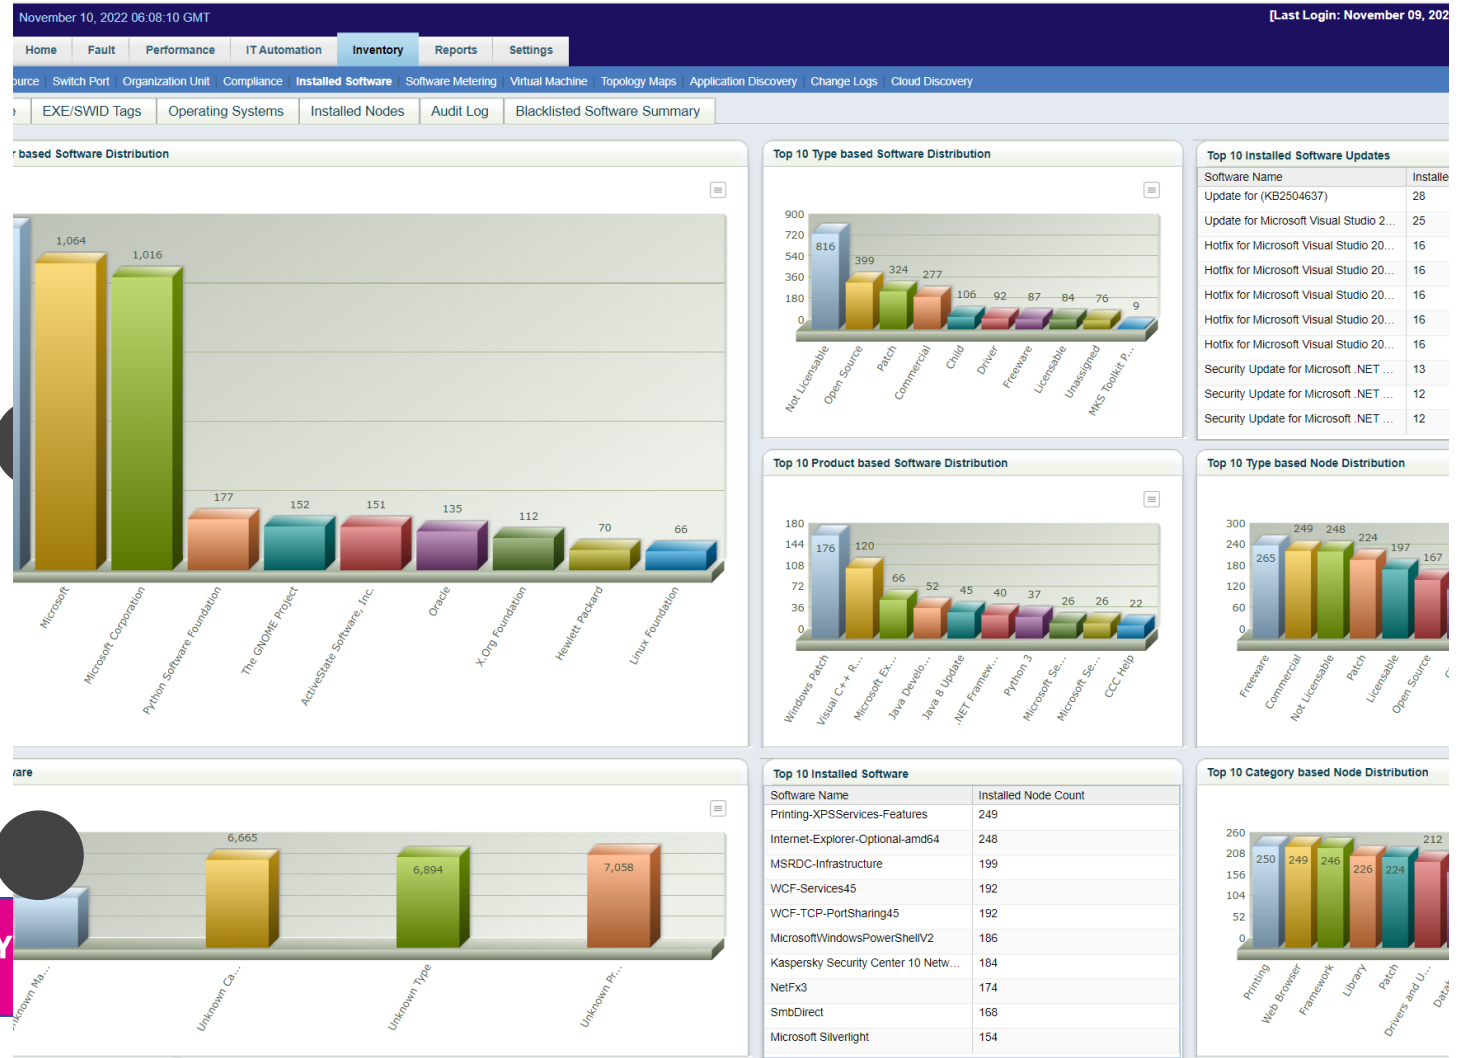 November 10, 2022 06:08:10 GMT
[Last Login: November 09, 202
Home Fault Performance IT Automation Inventory Reports Settings
ource Switch Port Organization Unit Compliance Installed Software Software Metering Virtual Machine Topology Maps Application Discovery Change Logs Cloud Discovery
EXE/SWID Tags Operating Systems Installed Nodes Audit Log Blacklisted Software Summary
r based Software Distribution
1,064
1,016
177
152
151
135
112
70
66
Microsoft
Microsoft Corporation
Python Software Foundation
The GNOME Project
ActiveState Software, Inc.
Oracle
X.Org Foundation
Hewlett Packard
Linux Foundation
Top 10 Type based Software Distribution
900
720
540
360
180
0
816
399
324
277
106
92
87
84
76
9
Not Licensable
Open Source
Patch
Commercial
Child
Driver
Freeware
Licensable
Unassigned
MKS Toolkit P...
Top 10 Installed Software Updates
Software Name Installe
Update for (KB2504637) 28
Update for Microsoft Visual Studio 2... 25
Hotfix for Microsoft Visual Studio 20... 16
Hotfix for Microsoft Visual Studio 20... 16
Hotfix for Microsoft Visual Studio 20... 16
Hotfix for Microsoft Visual Studio 20... 16
Hotfix for Microsoft Visual Studio 20... 16
Security Update for Microsoft .NET ... 13
Security Update for Microsoft .NET ... 12
Security Update for Microsoft .NET ... 12
Top 10 Product based Software Distribution
180
144
108
72
36
0
176
120
66
52
45
40
37
26
26
22
Windows Patch
Visual C++ R...
Microsoft Ex...
Java Develo...
Java 8 Update
.NET Framew...
Python 3
Microsoft Se...
Microsoft Se...
CCC Help
Top 10 Type based Node Distribution
300
240
180
120
60
0
265
249
248
224
197
167
Freeware
Commercial
Not Licensable
Patch
Licensable
Open Source
ware
6,665
6,894
7,058
nknown Ma...
Unknown Ca...
Unknown Type
Unknown Pr...
Y
Top 10 Installed Software
Software Name Installed Node Count
Printing-XPSServices-Features 249
Internet-Explorer-Optional-amd64 248
MSRDC-Infrastructure 199
WCF-Services45 192
WCF-TCP-PortSharing45 192
MicrosoftWindowsPowerShellV2 186
Kaspersky Security Center 10 Netw... 184
NetFx3 174
SmbDirect 168
Microsoft Silverlight 154
Top 10 Category based Node Distribution
260
208
156
104
52
0
250
249
246
226
224
212
Printing
Web Browser
Framework
Library
Patch
Drivers and U...
Datab